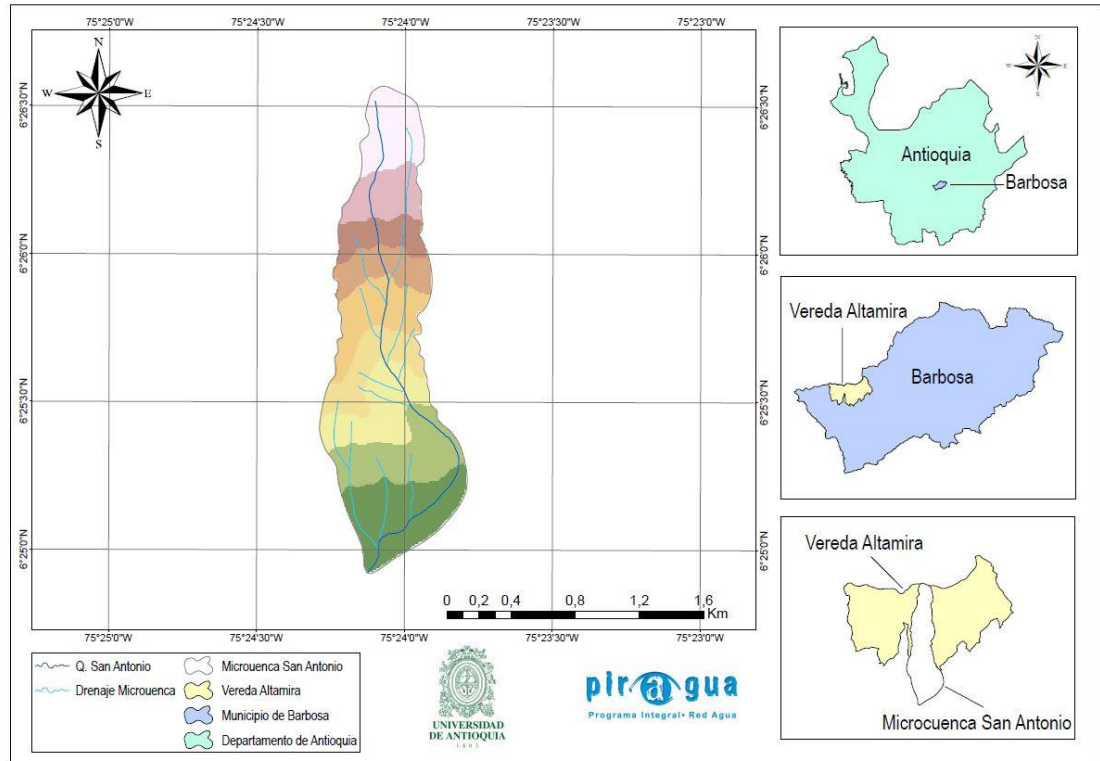 75°25'0"W 75°24'30"W 75°24'0"W 75°23'30"W 75°23'0"W
N
W E
S
6°26'30"N 6°26'30"N
6°26'0"N 6°26'0"N
6°25'30"N 6°25'30"N
6°25'0"N 6°25'0"N
0 0,2 0,4 0,8 1,2 1,6
Km
75°25'0"W 75°24'30"W 75°24'0"W 75°23'30"W 75°23'0"W
N
W E
S
Antioquia
Barbosa
Vereda Altamira
Barbosa
Vereda Altamira
Microcuenca San Antonio
Q. San Antonio
Drenaje Microuenca
Microuenca San Antonio
Vereda Altamira
Municipio de Barbosa
Departamento de Antioquia
UNIVERSIDAD
DE ANTIOQUIA
1803
piragua
Programa Integral • Red Agua